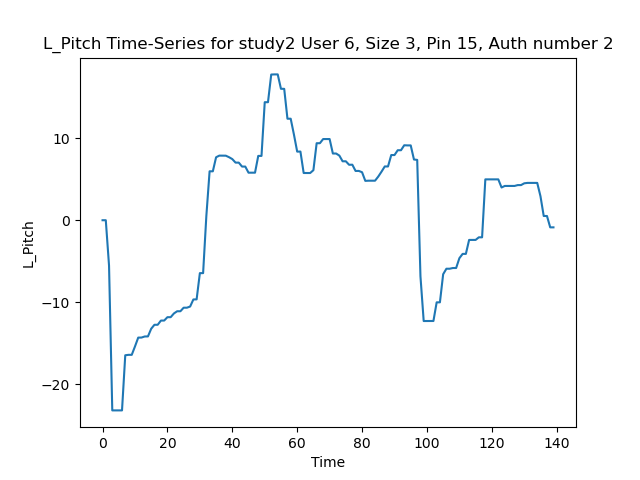 L_Pitch Time-Series for study2 User 6, Size 3, Pin 15, Auth number 2
10
0
−10
−20
L_Pitch
0 20 40 60 80 100 120 140
Time